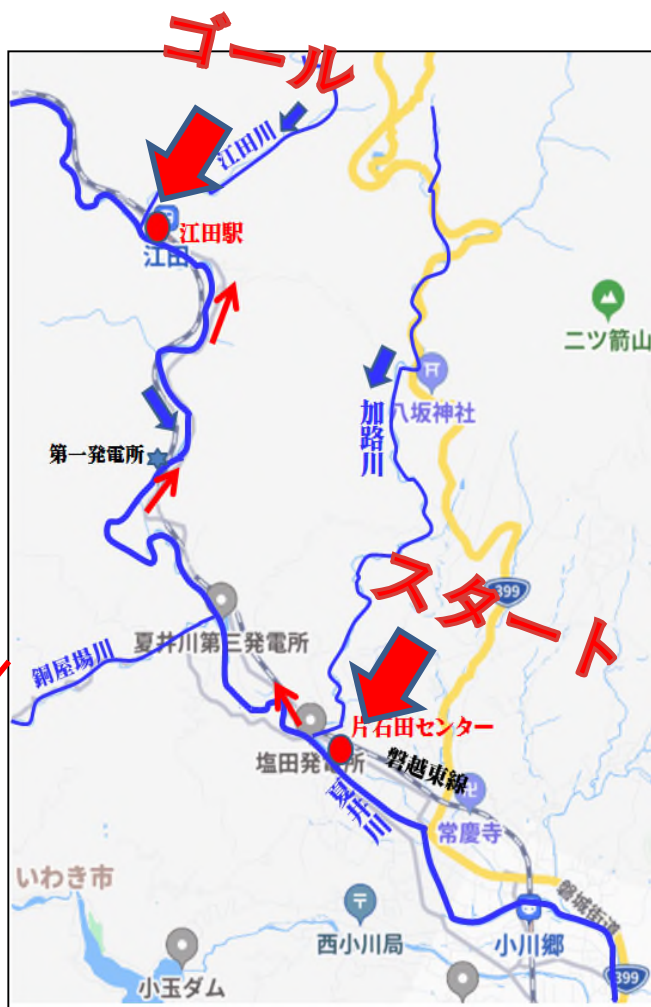 ゴール
江田川
江田駅
江田
二ツ箭山
八坂神社
加路川
第一発電所
スタート
399
夏井川第三発電所
銅屋場川
片石田センター
塩田発電所
磐越東線
夏井川
常慶寺
いわき市
磐城街道
西小川局
小川郷
小玉ダム
399